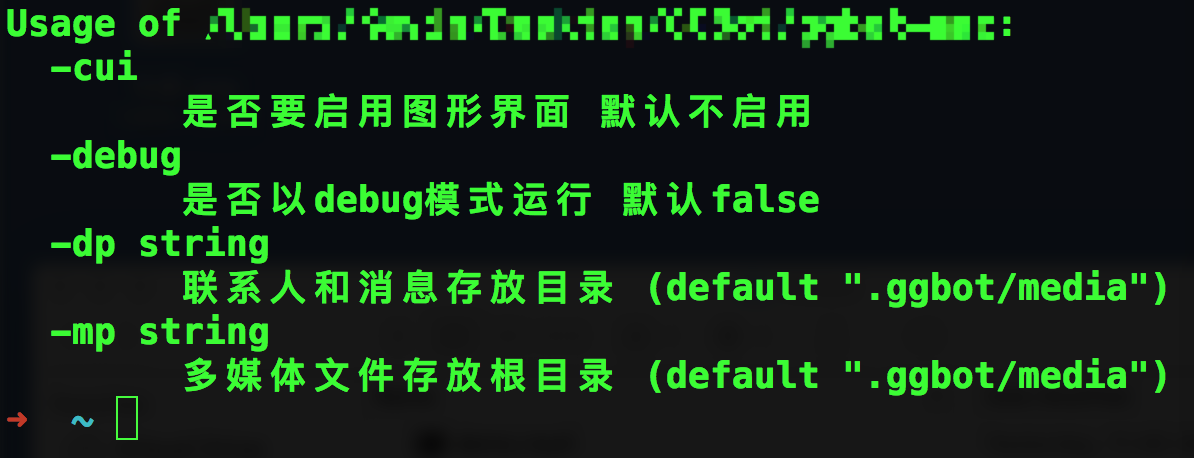 Usage of :
-cui
是否要启用图形界面 默认不启用
-debug
是否以debug模式运行 默认false
-dp string
联系人和消息存放目录 (default ".ggbot/media")
-mp string
多媒体文件存放根目录 (default ".ggbot/media")
➜ ~